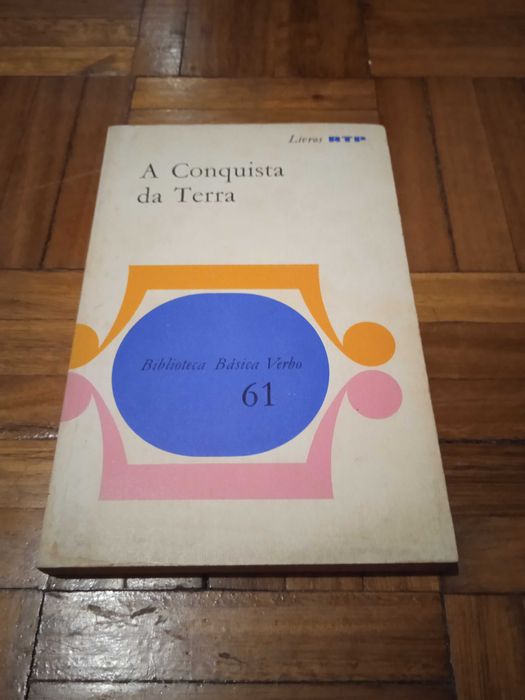 Livros RTP
A Conquista
da Terra
Biblioteca Básica Verbo
61